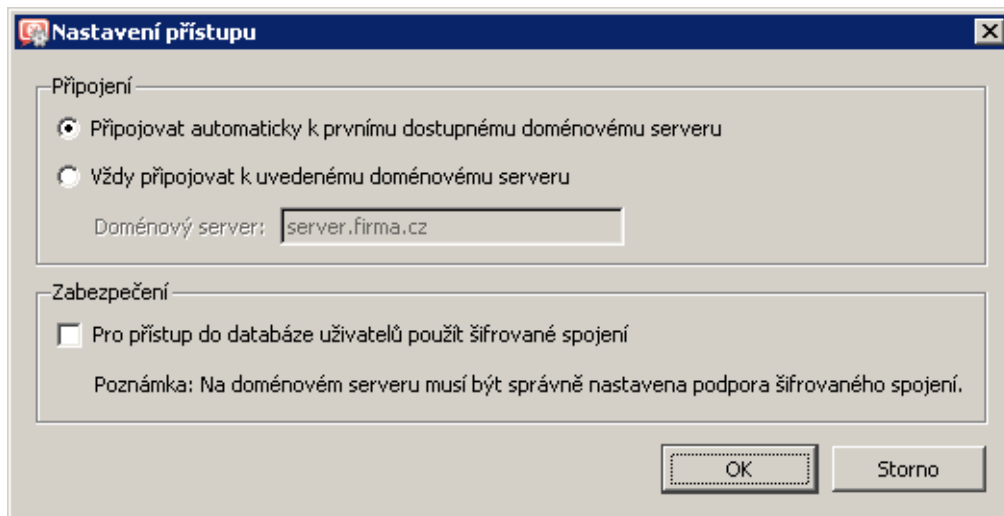 Nastavení přístupu
Připojení
Připojovat automaticky k prvnímu dostupnému doménovému serveru
Vždy připojovat k uvedenému doménovému serveru
Doménový server: server.firma.cz
Zabezpečení
Pro přístup do databáze uživatelů použít šifrované spojení
Poznámka: Na doménovém serveru musí být správně nastavena podpora šifrovaného spojení.
OK Storno